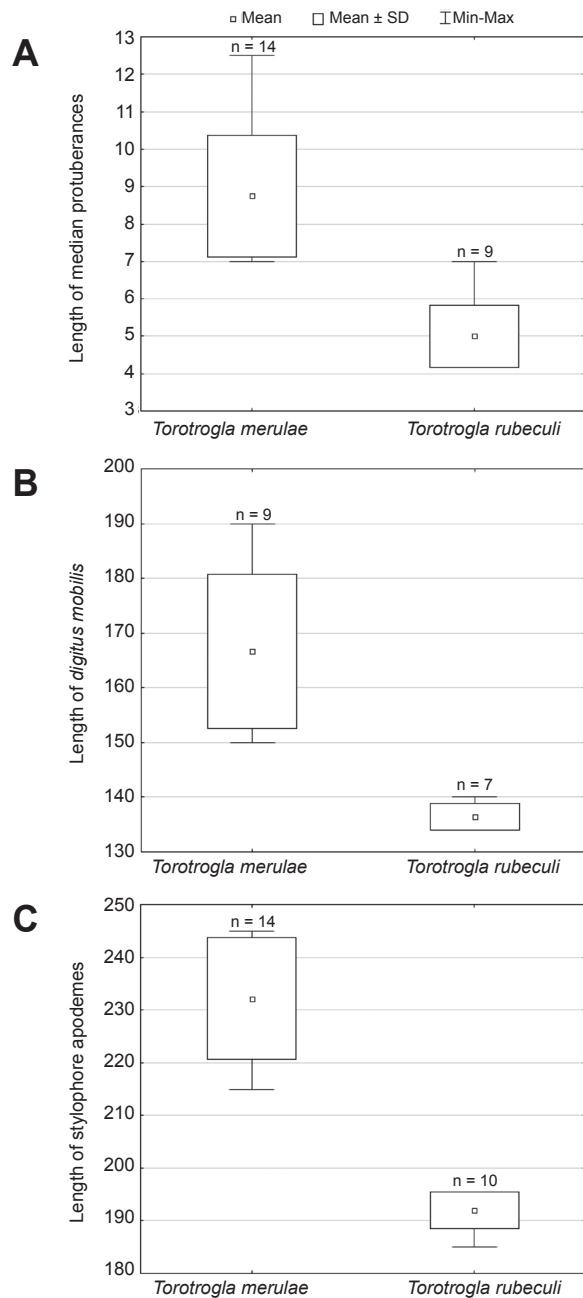 Mean Mean ± SD Min-Max
A
13
12
11
10
9
8
7
6
5
4
3
Length of median protuberances
n = 14
n = 9
Torotrogla merulae Torotrogla rubeculi
B
200
190
180
170
160
150
140
130
Length of digitus mobilis
n = 9
n = 7
Torotrogla merulae Torotrogla rubeculi
C
250
240
230
220
210
200
190
180
Length of stylophore apodemes
n = 14
n = 10
Torotrogla merulae Torotrogla rubeculi